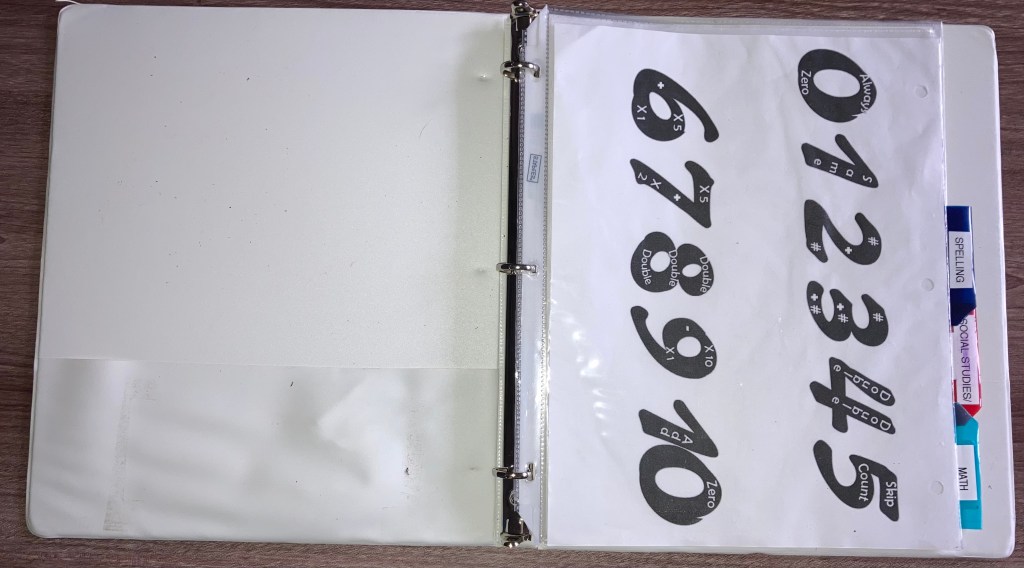 SPELLING
SOCIAL STUDIES/
MATH
0 1 2 3 4 5
Always
Zero
Same
#
+
#
#
+ #
+ #
Double
Double
Skip
Count
6 7 8 9 10
X5
+
X1
X5
+
X2
Double
Double
Double
X10
-
X1
Add
Zero